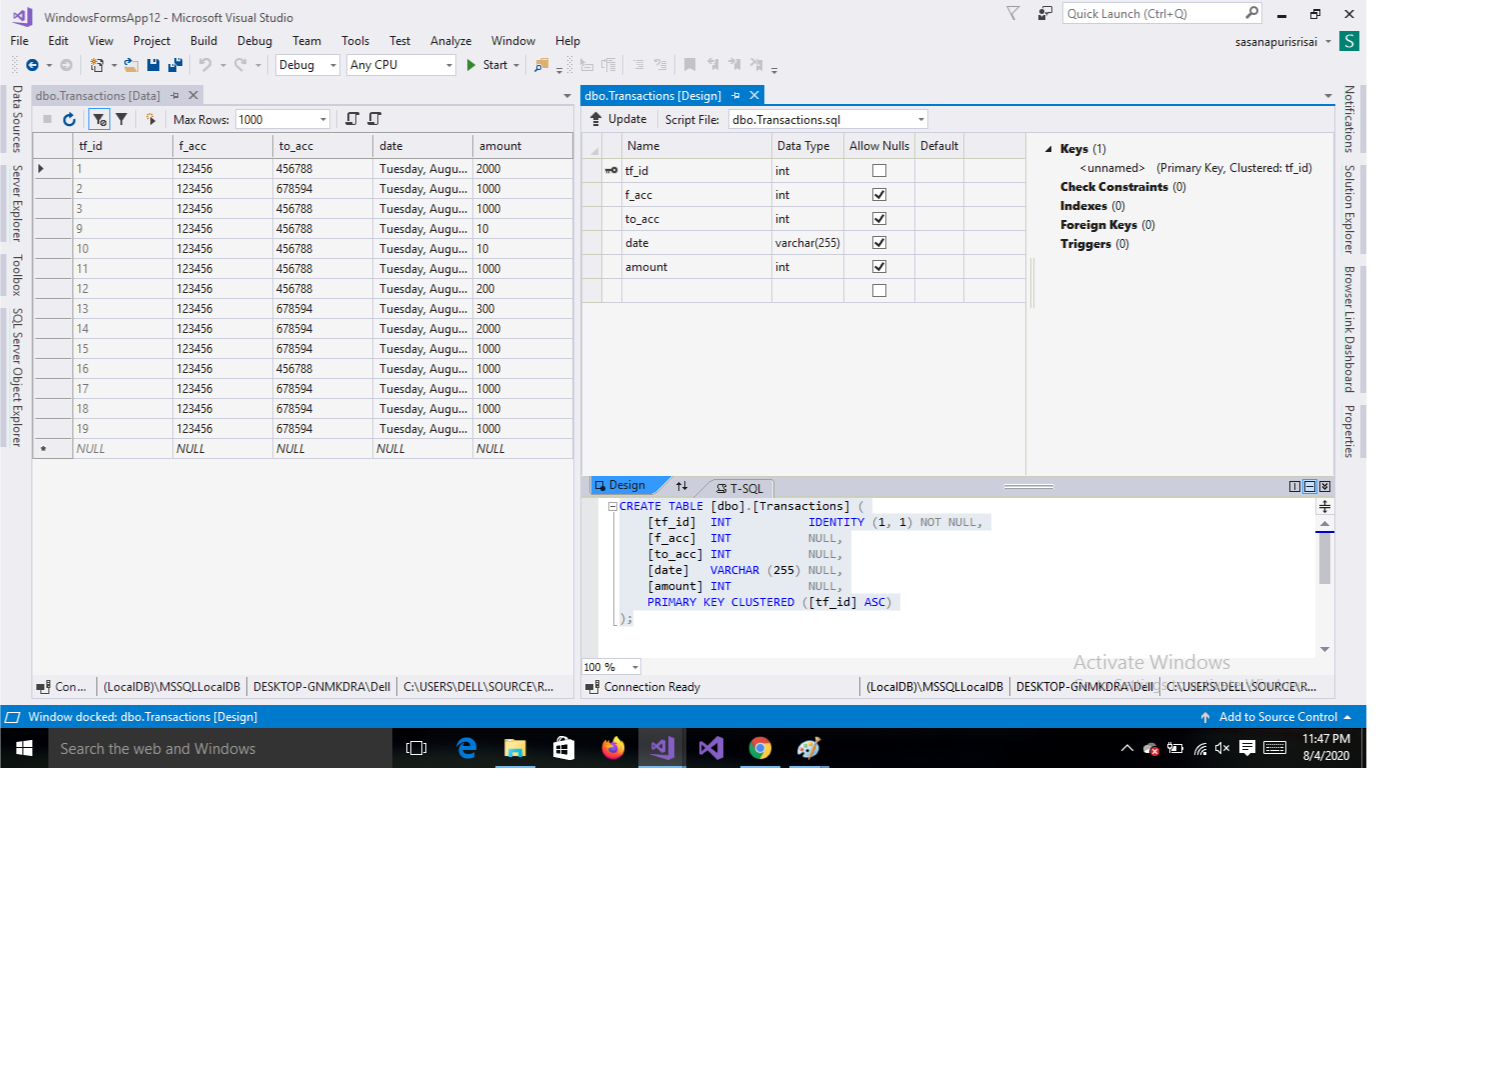 WindowsFormsApp12 - Microsoft Visual Studio
Quick Launch (Ctrl+Q)
File Edit View Project Build Debug Team Tools Test Analyze Window Help
sasanapurisrisai S
Debug Any CPU Start
Data Sources
Server Explorer
Toolbox
SQL Server Object Explorer
dbo.Transactions [Data]
Max Rows: 1000
tf_id f_acc to_acc date amount
1 123456 456788 Tuesday, Augu... 2000
2 123456 678594 Tuesday, Augu... 1000
3 123456 456788 Tuesday, Augu... 1000
9 123456 456788 Tuesday, Augu... 10
10 123456 456788 Tuesday, Augu... 10
11 123456 456788 Tuesday, Augu... 1000
12 123456 456788 Tuesday, Augu... 200
13 123456 678594 Tuesday, Augu... 300
14 123456 678594 Tuesday, Augu... 2000
15 123456 678594 Tuesday, Augu... 1000
16 123456 456788 Tuesday, Augu... 1000
17 123456 678594 Tuesday, Augu... 1000
18 123456 678594 Tuesday, Augu... 1000
19 123456 678594 Tuesday, Augu... 1000
NULL NULL NULL NULL NULL
Con... (LocalDB)\MSSQLLocalDB DESKTOP-GNMKDRA\Dell C:\USERS\DELL\SOURCE\R...
dbo.Transactions [Design]
Update Script File: dbo.Transactions.sql
Name Data Type Allow Nulls Default
tf_id int
f_acc int
to_acc int
date varchar(255)
amount int
Keys (1)
<unnamed> (Primary Key, Clustered: tf_id)
Check Constraints (0)
Indexes (0)
Foreign Keys (0)
Triggers (0)
Design T-SQL
CREATE TABLE [dbo].[Transactions] (
[tf_id] INT IDENTITY (1, 1) NOT NULL,
[f_acc] INT NULL,
[to_acc] INT NULL,
[date] VARCHAR (255) NULL,
[amount] INT NULL,
PRIMARY KEY CLUSTERED ([tf_id] ASC)
);
100 %
Activate Windows
Connection Ready (LocalDB)\MSSQLLocalDB DESKTOP-GNMKDRA\Dell C:\USERS\DELL\SOURCE\R...
Notifications
Solution Explorer
Browser Link Dashboard
Properties
Window docked: dbo.Transactions [Design] Add to Source Control
Search the web and Windows
11:47 PM
8/4/2020